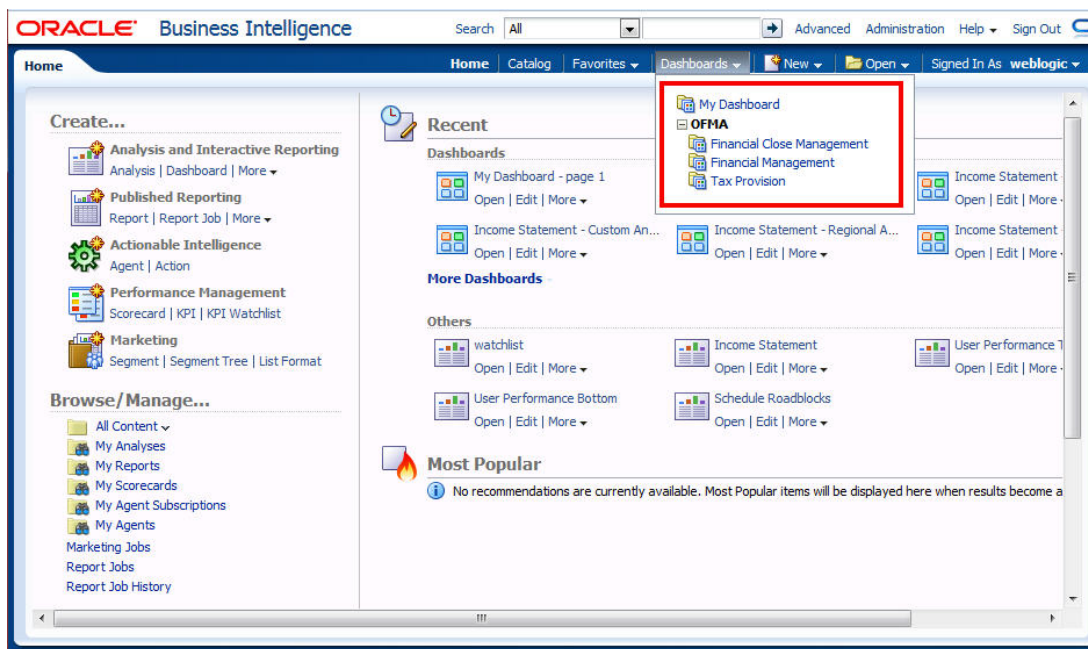 ORACLE Business Intelligence
Search All Advanced Administration Help Sign Out
Home
Home Catalog Favorites Dashboards New Open Signed In As weblogic
My Dashboard
OFMA
Financial Close Management
Financial Management
Tax Provision
Create...
Analysis and Interactive Reporting
Analysis | Dashboard | More
Published Reporting
Report | Report Job | More
Actionable Intelligence
Agent | Action
Performance Management
Scorecard | KPI | KPI Watchlist
Marketing
Segment | Segment Tree | List Format
Browse/Manage...
All Content
My Analyses
My Reports
My Scorecards
My Agent Subscriptions
My Agents
Marketing Jobs
Report Jobs
Report Job History
Recent
Dashboards
My Dashboard - page 1
Open | Edit | More
Income Statement -
Open | Edit | More
Income Statement - Custom An...
Open | Edit | More
Income Statement - Regional A...
Open | Edit | More
Income Statement
Open | Edit | More
More Dashboards
Others
watchlist
Open | Edit | More
Income Statement
Open | Edit | More
User Performance T
Open | Edit | More
User Performance Bottom
Open | Edit | More
Schedule Roadblocks
Open | Edit | More
Most Popular
No recommendations are currently available. Most Popular items will be displayed here when results become a